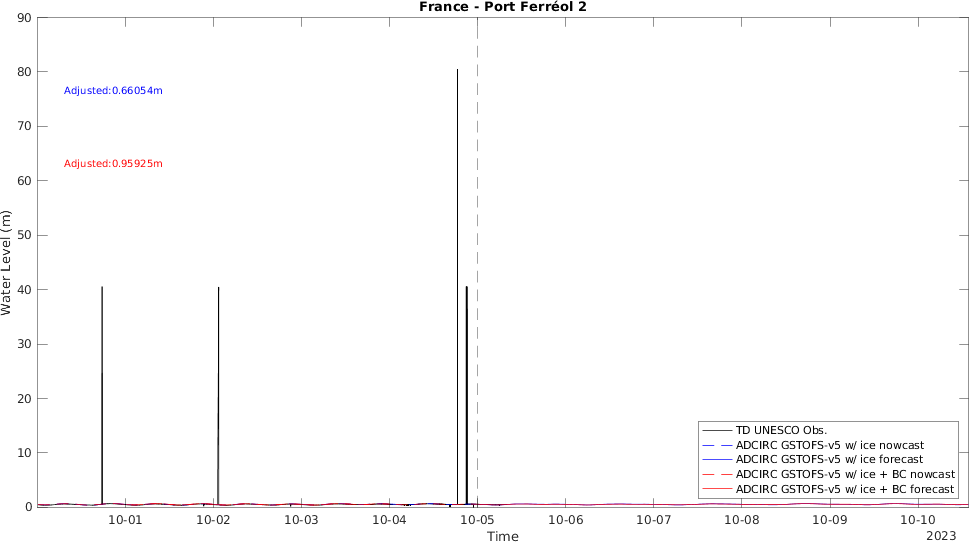 France - Port Ferréol 2
90
80
70
60
50
40
30
20
10
0
Water Level (m)
Adjusted:0.66054m
Adjusted:0.95925m
TD UNESCO Obs.
ADCIRC GSTOFS-v5 w/ ice nowcast
ADCIRC GSTOFS-v5 w/ ice forecast
ADCIRC GSTOFS-v5 w/ ice + BC nowcast
ADCIRC GSTOFS-v5 w/ ice + BC forecast
10-01 10-02 10-03 10-04 10-05 10-06 10-07 10-08 10-09 10-10
Time
2023